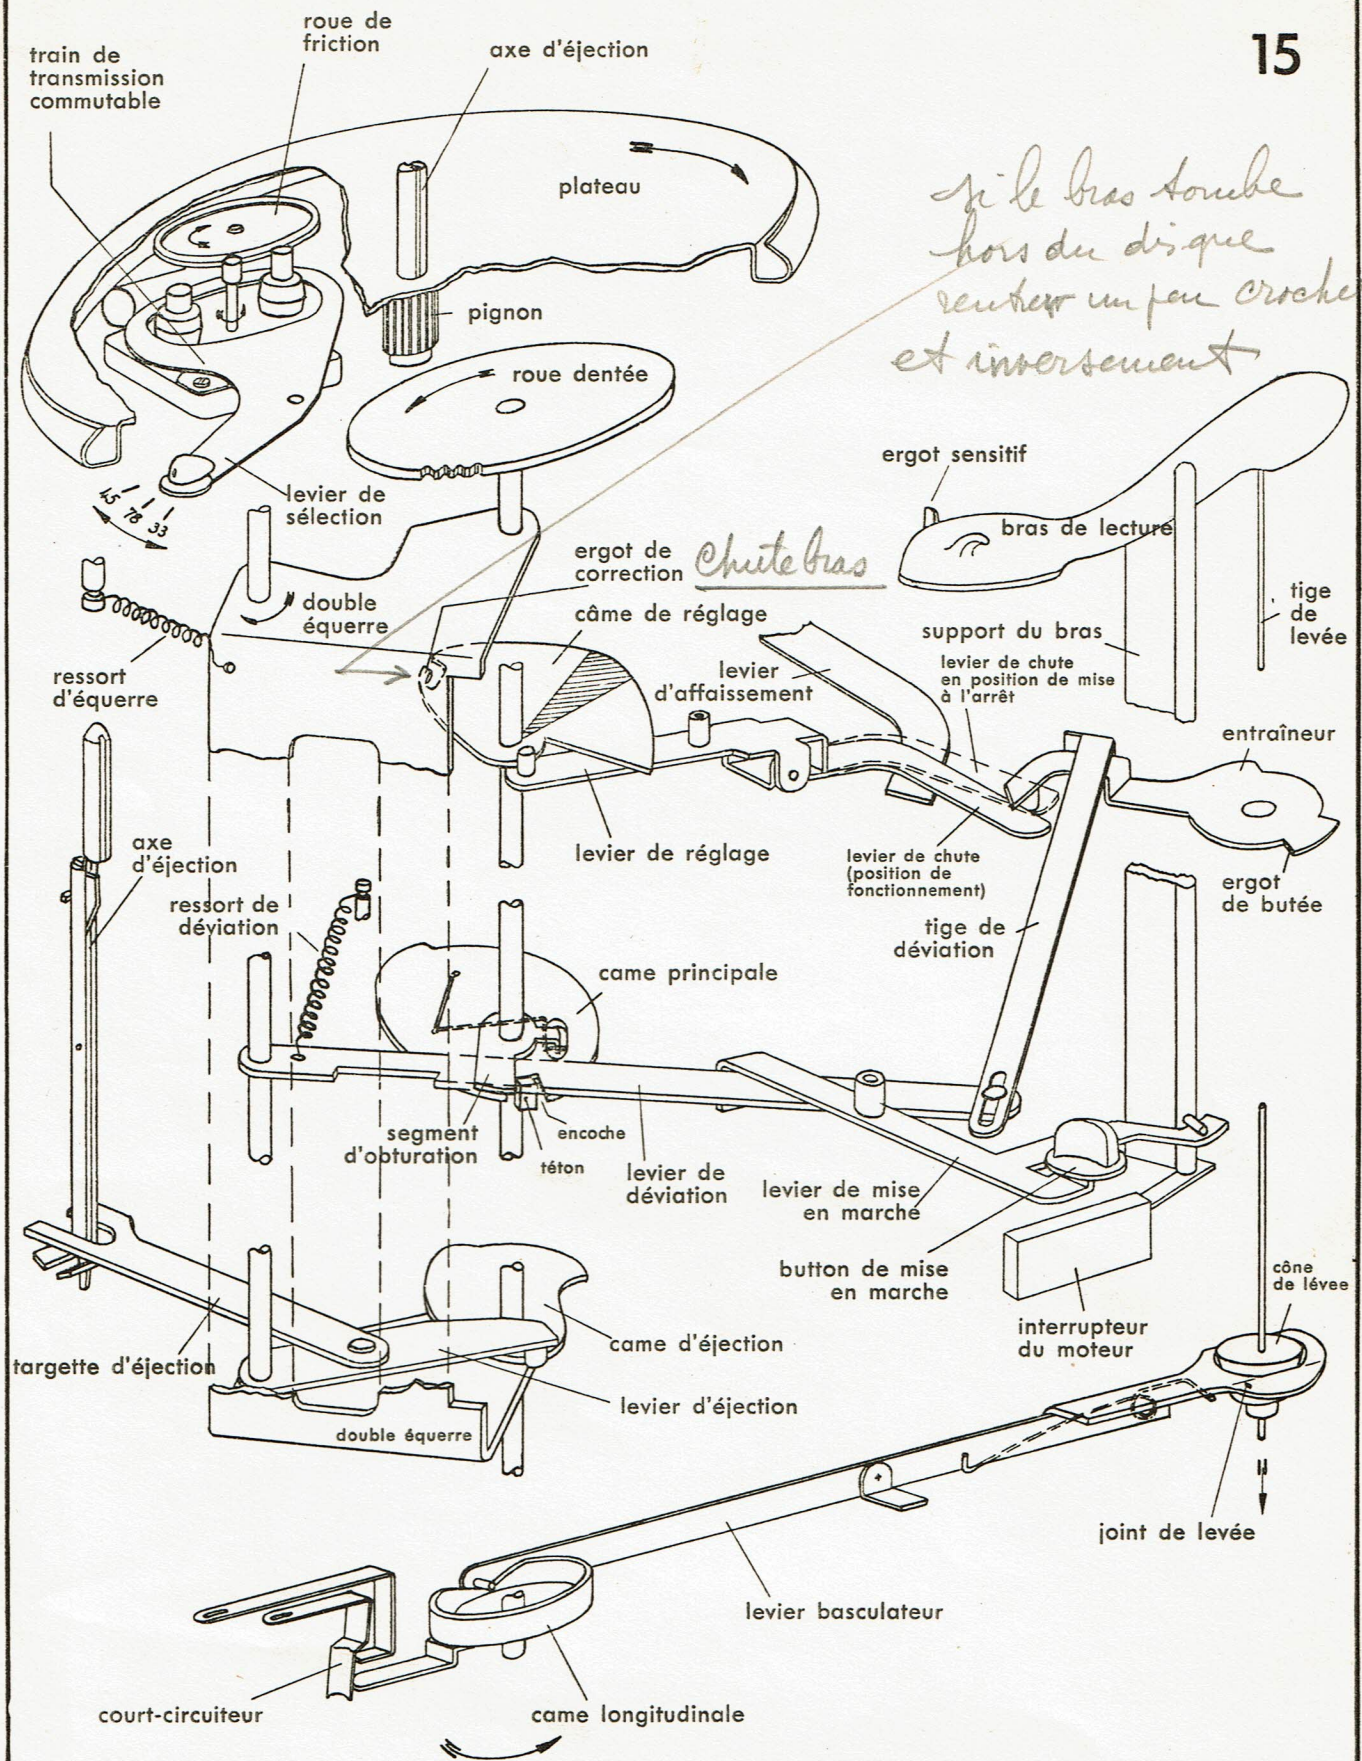 15
roue de
friction
train de
transmission
commutable
axe d'éjection
plateau
si le bras tombe
hors du disque
rentrer un peu croche
et inversement
pignon
roue dentée
ergot sensitif
bras de lecture
levier de
sélection
45 78 33
ergot de
correction
Chute bras
double
équerre
câme de réglage
tige
de
levée
support du bras
levier de chute
en position de mise
à l'arrêt
levier
d'affaissement
ressort
d'équerre
entraîneur
axe
d'éjection
levier de réglage
levier de chute
(position de
fonctionnement)
ergot
de butée
ressort de
déviation
tige de
déviation
came principale
segment
d'obturation
encoche
téton
levier de
déviation
levier de mise
en marche
button de mise
en marche
cône
de lévee
interrupteur
du moteur
came d'éjection
targette d'éjection
levier d'éjection
double équerre
joint de levée
levier basculateur
court-circuiteur
came longitudinale